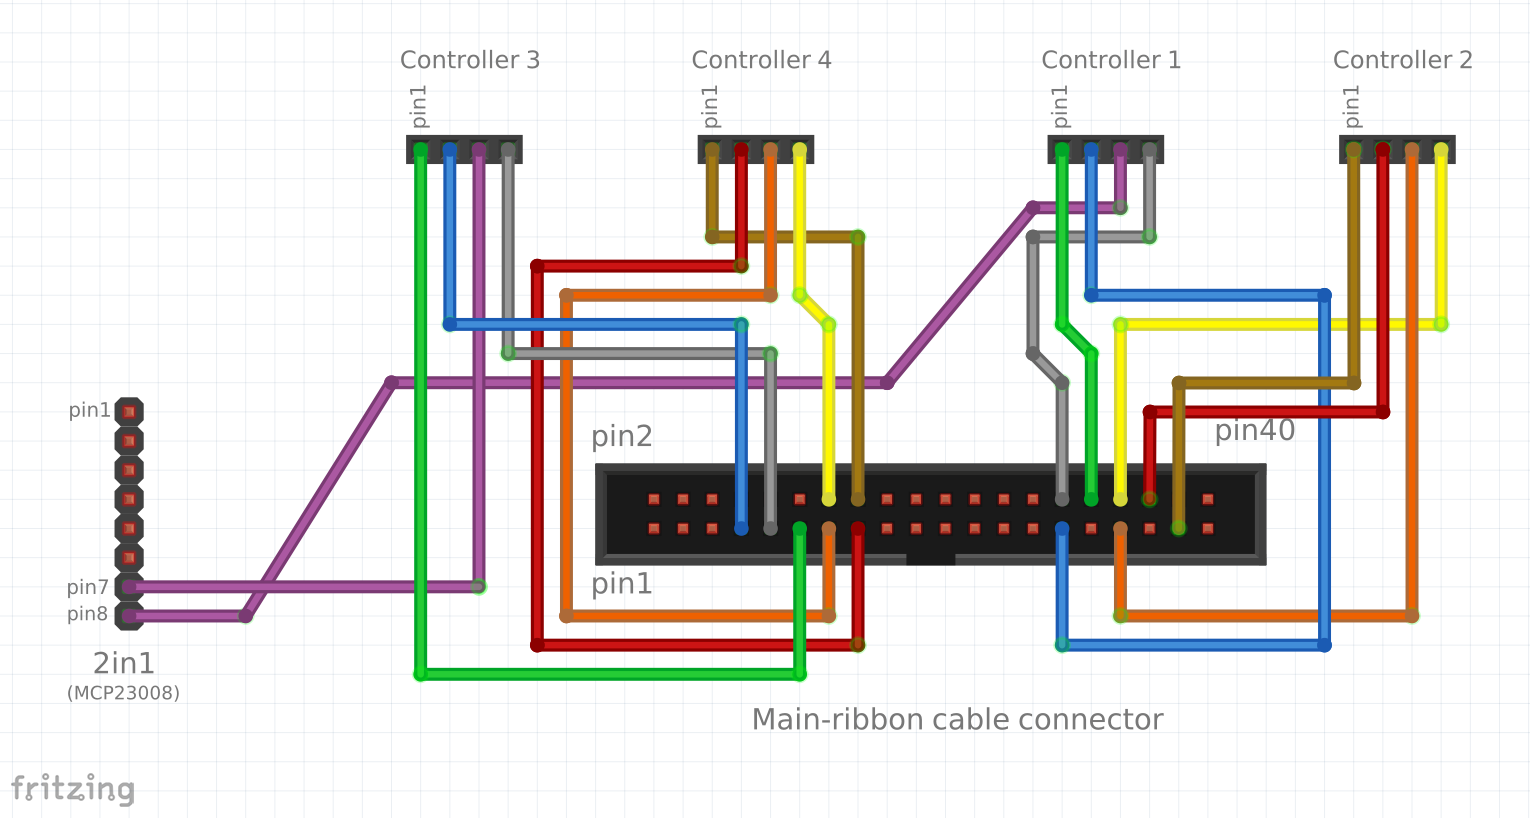 Controller 3
Controller 4
Controller 1
Controller 2
pin1
pin1
pin1
pin1
pin1
pin2
pin40
pin7
pin8
pin1
2in1
(MCP23008)
Main-ribbon cable connector
fritzing